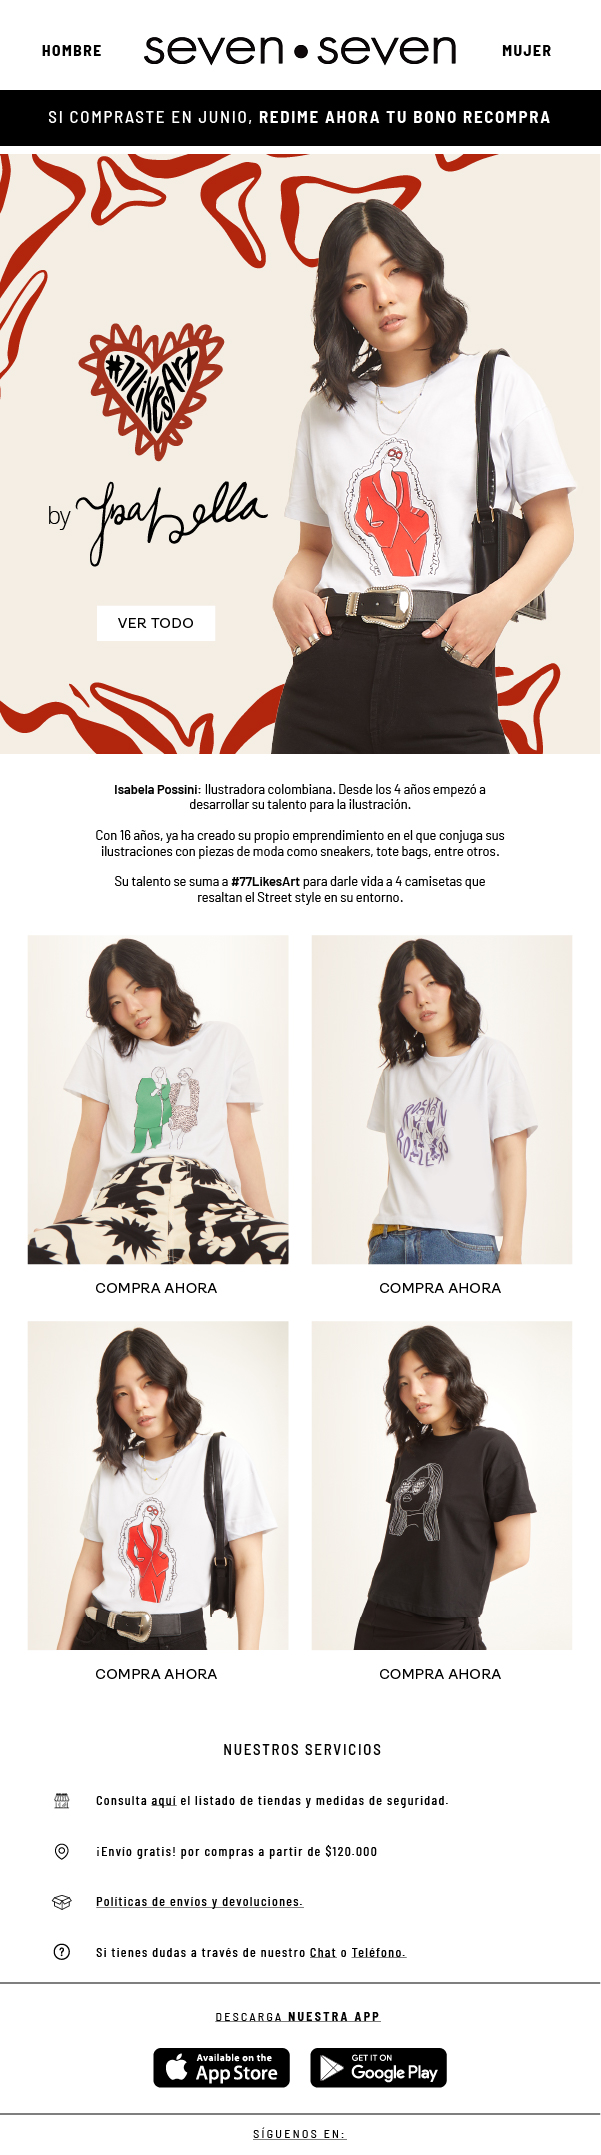 HOMBRE
seven•seven
MUJER
SI COMPRASTE EN JUNIO, REDIME AHORA TU BONO RECOMPRA
#77likesArt
by Ysabella
VER TODO
Isabela Possini: Ilustradora colombiana. Desde los 4 años empezó a
desarrollar su talento para la ilustración.
Con 16 años, ya ha creado su propio emprendimiento en el que conjuga sus
ilustraciones con piezas de moda como sneakers, tote bags, entre otros.
Su talento se suma a #77LikesArt para darle vida a 4 camisetas que
resaltan el Street style en su entorno.
COMPRA AHORA
COMPRA AHORA
COMPRA AHORA
COMPRA AHORA
NUESTROS SERVICIOS
Consulta aquí el listado de tiendas y medidas de seguridad.
¡Envío gratis! por compras a partir de $120.000
Políticas de envíos y devoluciones.
Si tienes dudas a través de nuestro Chat o Teléfono.
DESCARGA NUESTRA APP
Available on the
App Store
GET IT ON
Google Play
SÍGUENOS EN: